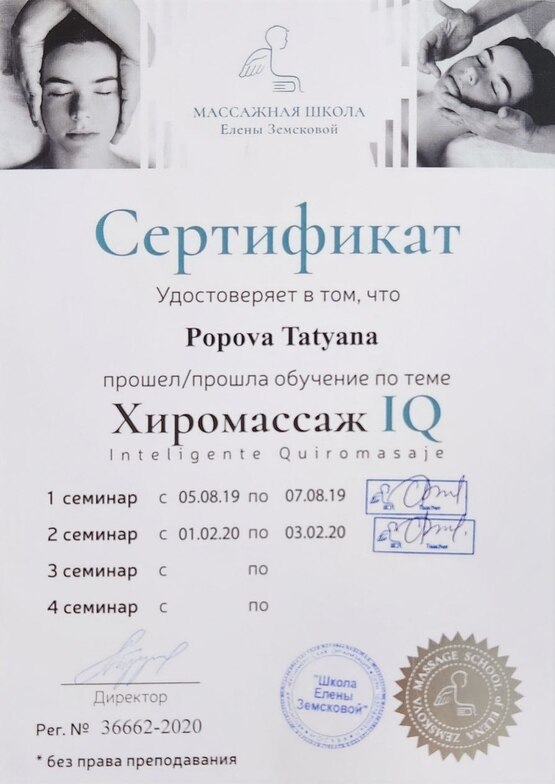 МАССАЖНАЯ ШКОЛА
Елены Земсковой
Сертификат
Удостоверяет в том, что
Popova Tatyana
прошел/прошла обучение по теме
Хиромассаж IQ
Inteligente Quiromasaje
1 семинар с 05.08.19 по 07.08.19
2 семинар с 01.02.20 по 03.02.20
3 семинар с по
4 семинар с по
Директор
Рег. № 36662-2020
* без права преподавания
"Школа
Елены
Земсковой"
MASSAGE SCHOOL of ELENA ZEMSKOVA